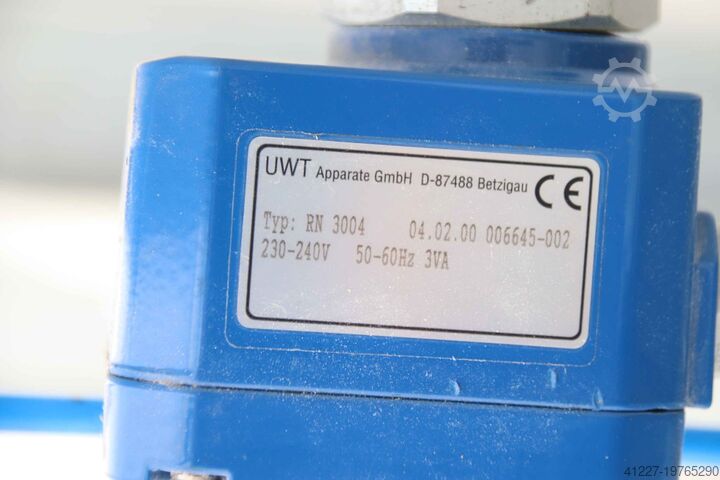 UWT Apparate GmbH D-87488 Betzigau CE
Typ: RN 3004 04.02.00 006645-002
230-240V 50-60Hz 3VA
41227-19765290